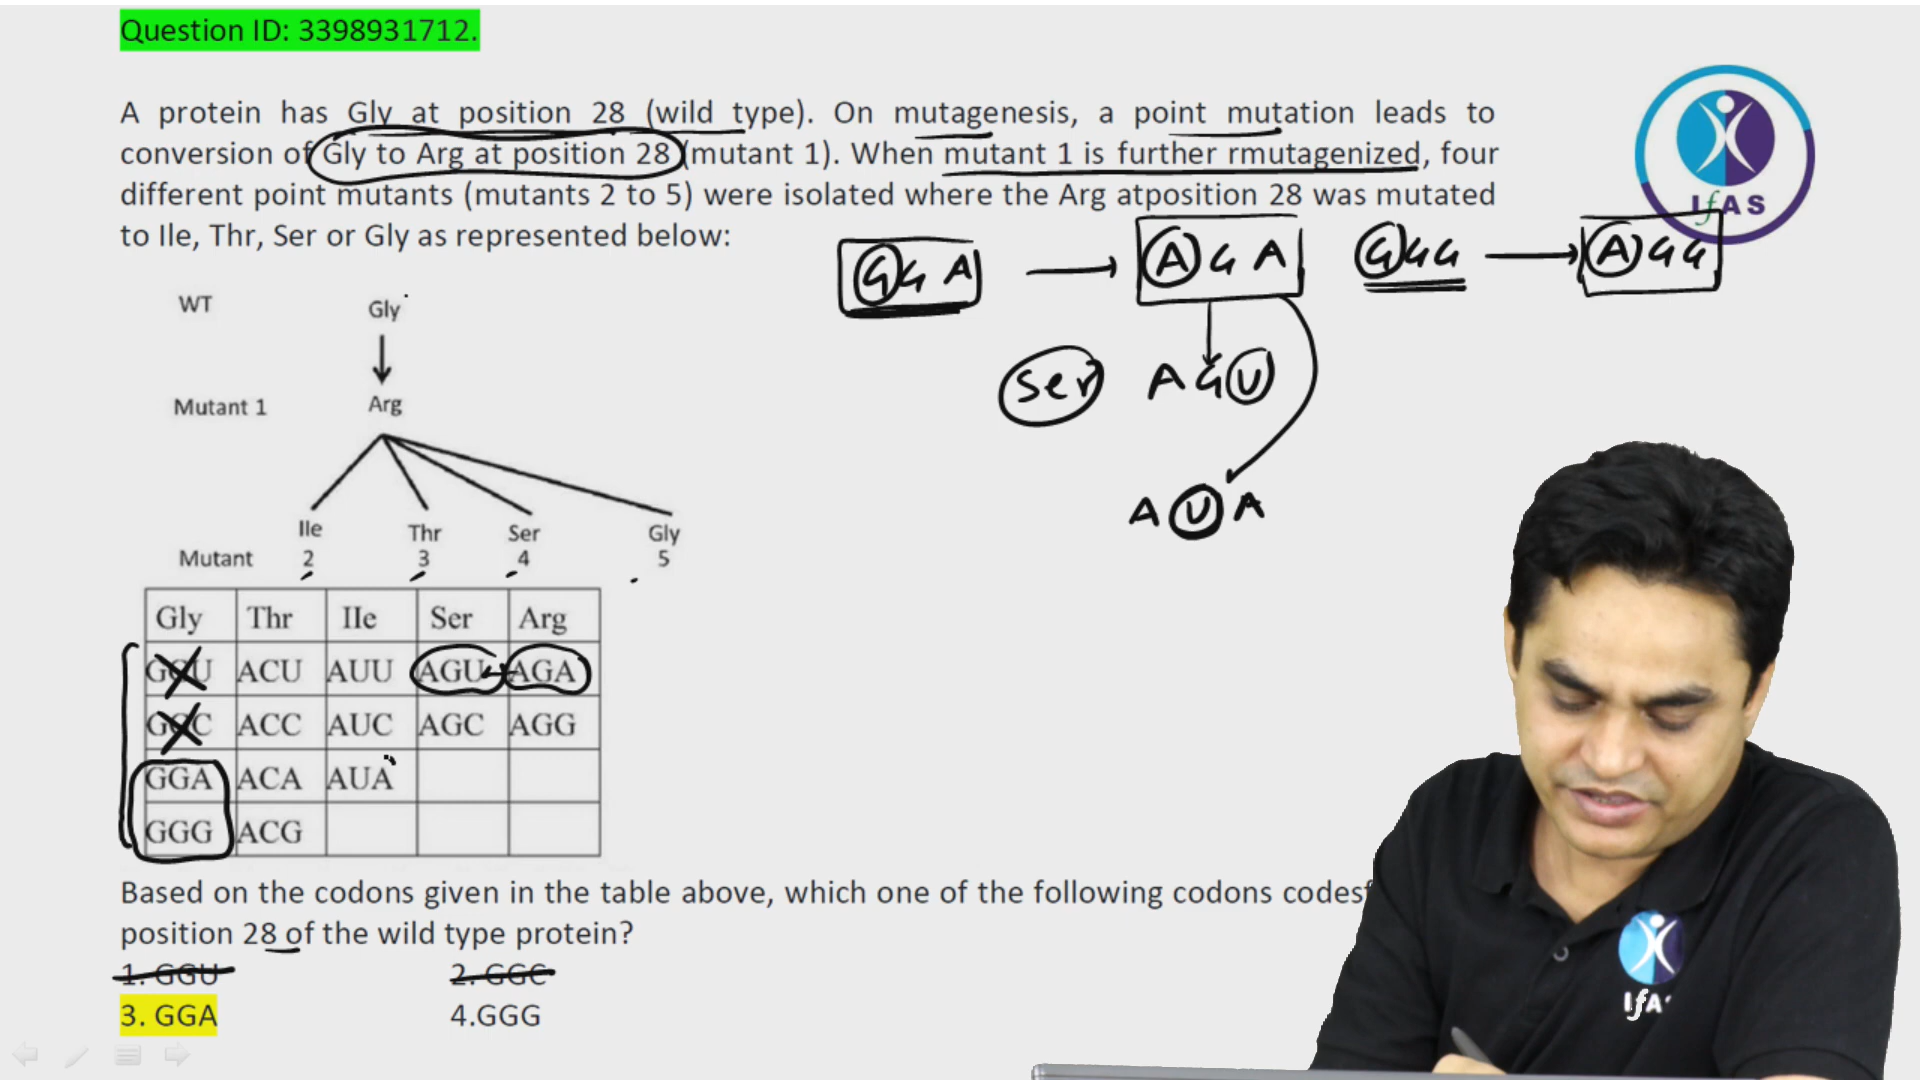 Question ID: 3398931712.
A protein has Gly at position 28 (wild type). On mutagenesis, a point mutation leads to
conversion of Gly to Arg at position 28 (mutant 1). When mutant 1 is further rmutagenized, four
different point mutants (mutants 2 to 5) were isolated where the Arg atposition 28 was mutated
to Ile, Thr, Ser or Gly as represented below:
IfAS
GGA → AGA GGG → AGG
WT Gly
Ser AGU
Mutant 1 Arg
AUA
Ile Thr Ser Gly
Mutant 2 3 4 5
Gly Thr IIe Ser Arg
GGU ACU AUU AGU AGA
GGC ACC AUC AGC AGG
GGA ACA AUA
GGG ACG
Based on the codons given in the table above, which one of the following codons codes
position 28 of the wild type protein?
1. GGU 2. GGC
3. GGA 4.GGG
IfA